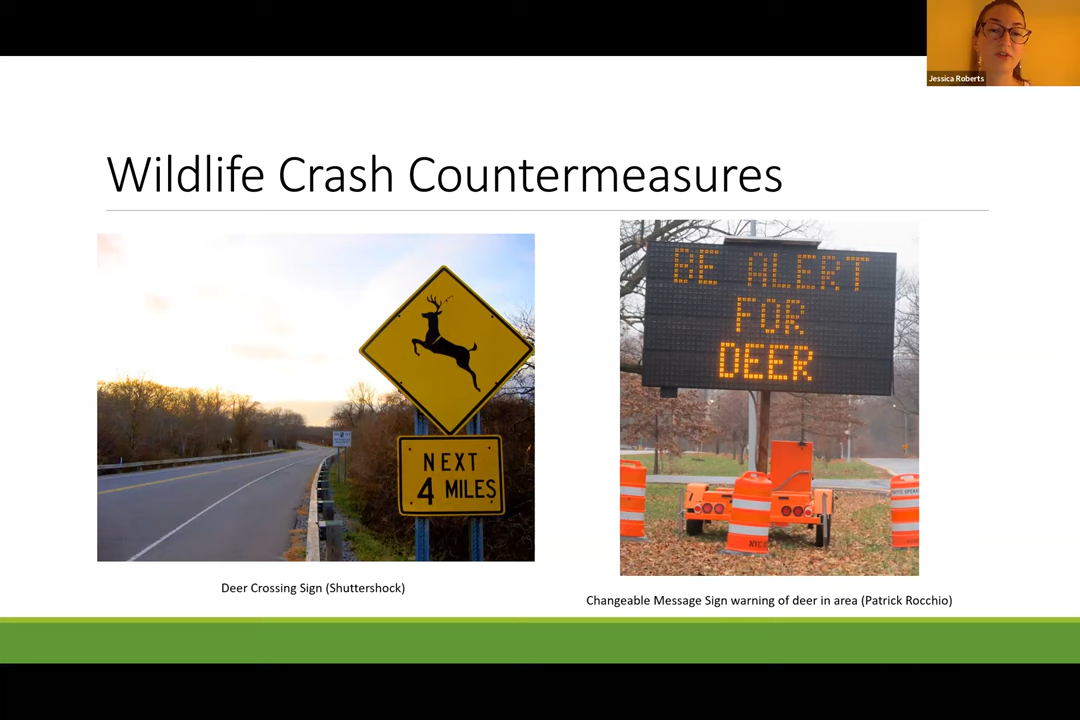 Jessica Roberts
Wildlife Crash Countermeasures
NEXT
4 MILES
BE ALERT
FOR
DEER
Deer Crossing Sign (Shuttershock)
Changeable Message Sign warning of deer in area (Patrick Rocchio)